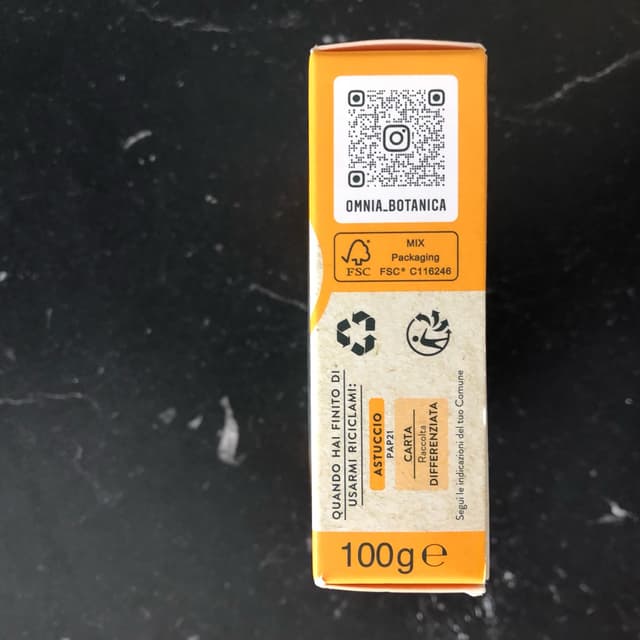 OMNIA_BOTANICA
FSC
MIX
Packaging
FSC® C116246
QUANDO HAI FINITO DI
USARMI RICICLAMI:
ASTUCCIO
PAP21
CARTA
Raccolta
DIFFERENZIATA
Segui le indicazioni del tuo Comune
100g ℮